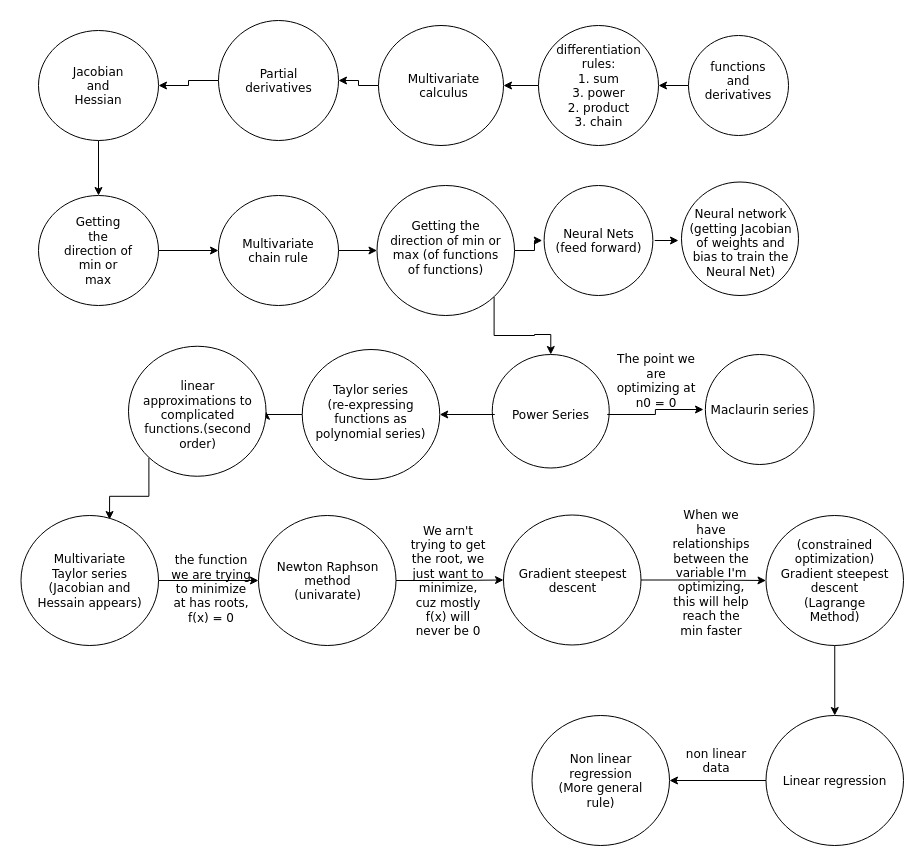 Jacobian
and
Hessian
Partial
derivatives
Multivariate
calculus
differentiation
rules:
1. sum
3. power
2. product
3. chain
functions
and
derivatives
Getting
the
direction of
min or
max
Multivariate
chain rule
Getting the
direction of min or
max (of functions
of functions)
Neural Nets
(feed forward)
Neural network
(getting Jacobian
of weights and
bias to train the
Neural Net)
linear
approximations to
complicated
functions.(second
order)
Taylor series
(re-expressing
functions as
polynomial series)
Power Series
The point we
are
optimizing at
n0 = 0
Maclaurin series
Multivariate
Taylor series
(Jacobian and
Hessain appears)
the function
we are trying
to minimize
at has roots,
f(x) = 0
Newton Raphson
method
(univarate)
We arn't
trying to get
the root, we
just want to
minimize,
cuz mostly
f(x) will
never be 0
Gradient steepest
descent
When we
have
relationships
between the
variable I'm
optimizing,
this will help
reach the
min faster
(constrained
optimization)
Gradient steepest
descent
(Lagrange
Method)
Non linear
regression
(More general
rule)
non linear
data
Linear regression